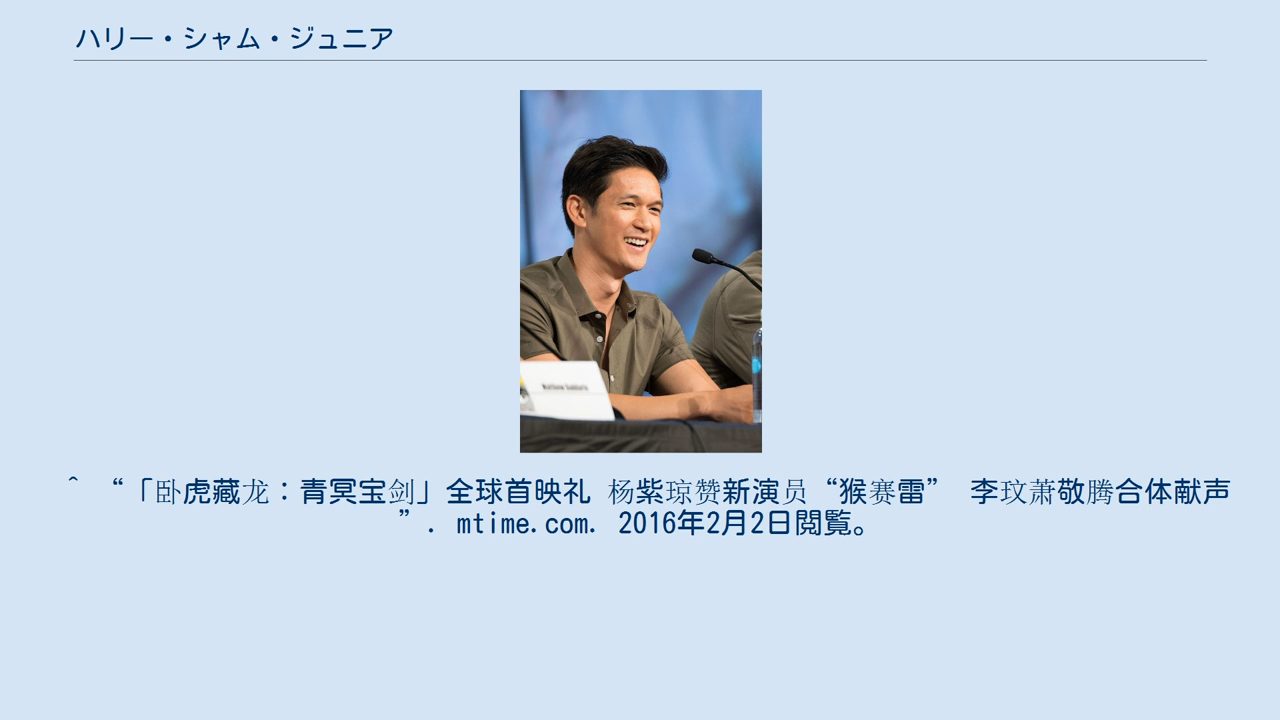 ハリー・シャム・ジュニア
^ “「卧虎藏龙：青冥宝剑」全球首映礼 杨紫琼赞新演员“猴赛雷” 李玟萧敬腾合体献声
”. mtime.com. 2016年2月2日閲覧。